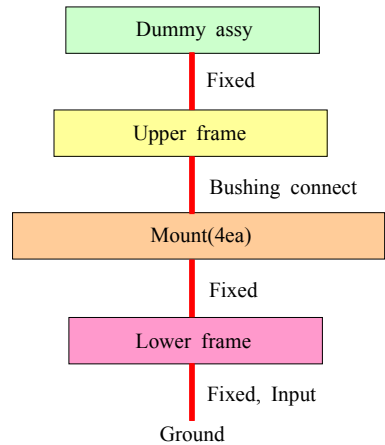 Dummy assy
Fixed
Upper frame
Bushing connect
Mount(4ea)
Fixed
Lower frame
Fixed, Input
Ground